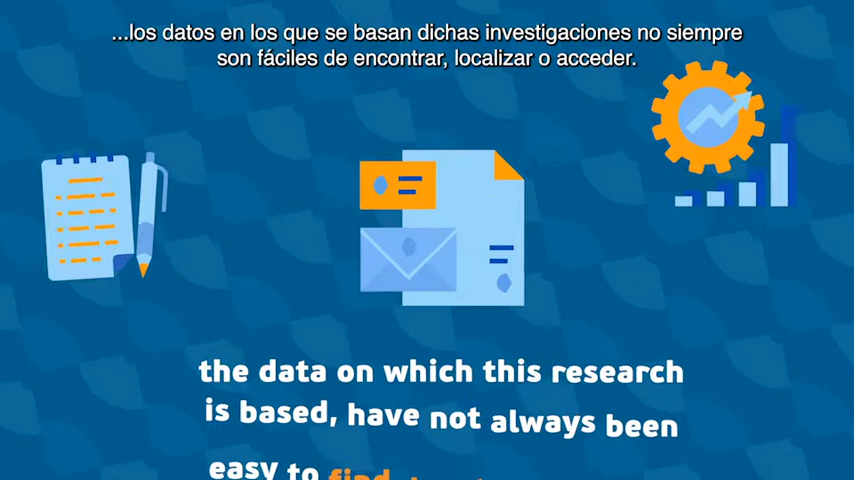 ...los datos en los que se basan dichas investigaciones no siempre
son fáciles de encontrar, localizar o acceder.
the data on which this research
is based, have not always been
easy to find